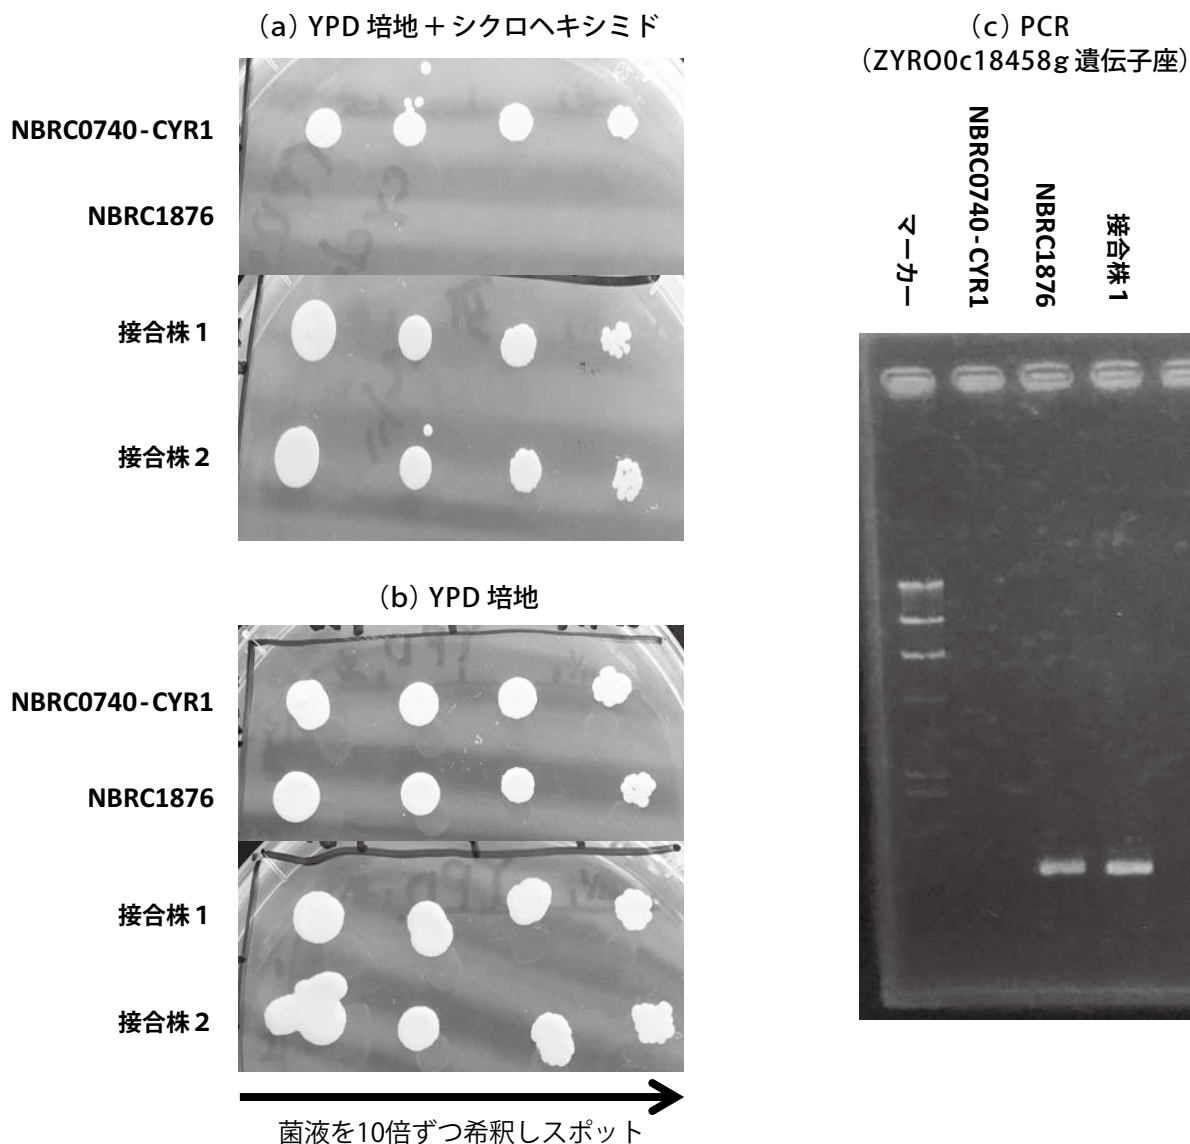 (a) YPD 培地 + シクロヘキシミド
NBRC0740-CYR1
NBRC1876
接合株 1
接合株 2
(b) YPD 培地
NBRC0740-CYR1
NBRC1876
接合株 1
接合株 2
菌液を10倍ずつ希釈しスポット
(c) PCR
(ZYRO0c18458g 遺伝子座)
マーカー
NBRC0740-CYR1
NBRC1876
接合株 1